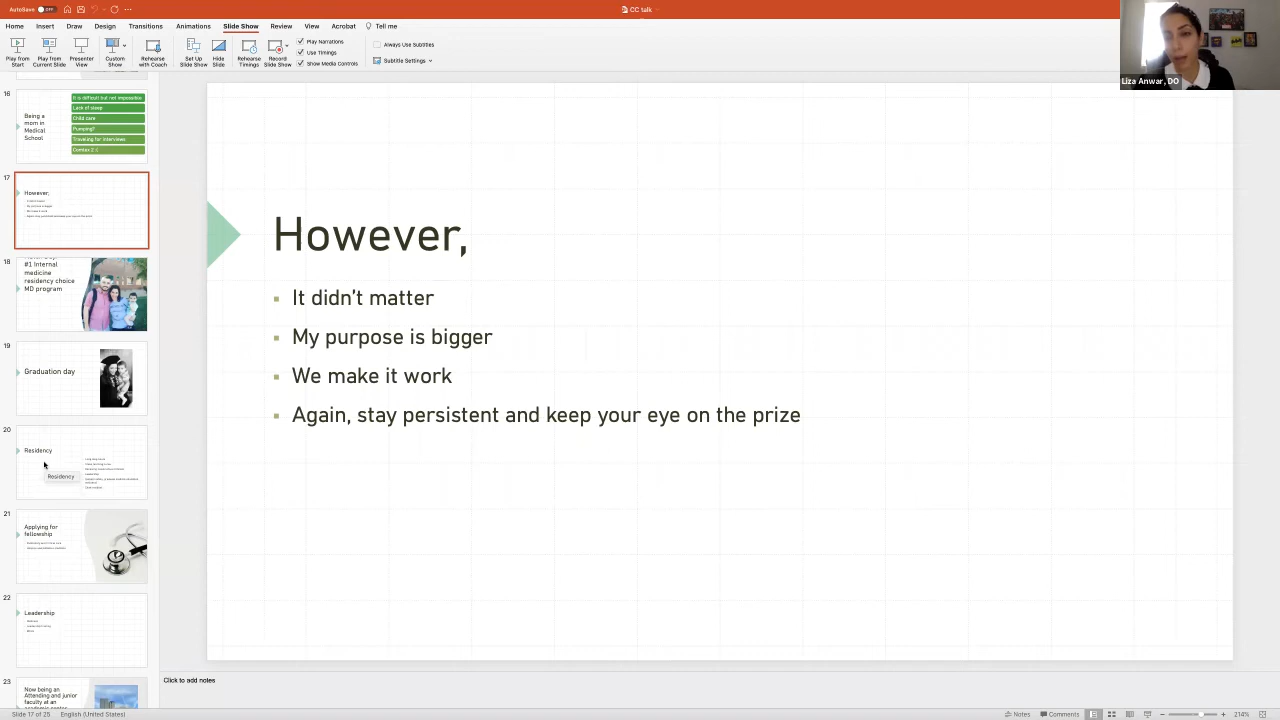 AutoSave OFF
CC talk
Home Insert Draw Design Transitions Animations Slide Show Review View Acrobat Tell me
Play from Start
Play from Current Slide
Presenter View
Custom Show
Rehearse with Coach
Set Up Slide Show
Hide Slide
Rehearse Timings
Record Slide Show
Play Narrations
Use Timings
Show Media Controls
Always Use Subtitles
Subtitle Settings
Liza Anwar, DO
16
Being a mom in Medical School
It is difficult but not impossible
Lack of sleep
Child care
Pumping?
Traveling for interviews
17
However,
18
#1 Internal
medicine
residency choice
MD program
19
Graduation day
20
Residency
Residency
21
Applying for
fellowship
22
Leadership
23
Now being an
Attending and junior
faculty at an
However,
It didn't matter
My purpose is bigger
We make it work
Again, stay persistent and keep your eye on the prize
Click to add notes
Slide 17 of 25 English (United States)
Notes Comments 214%